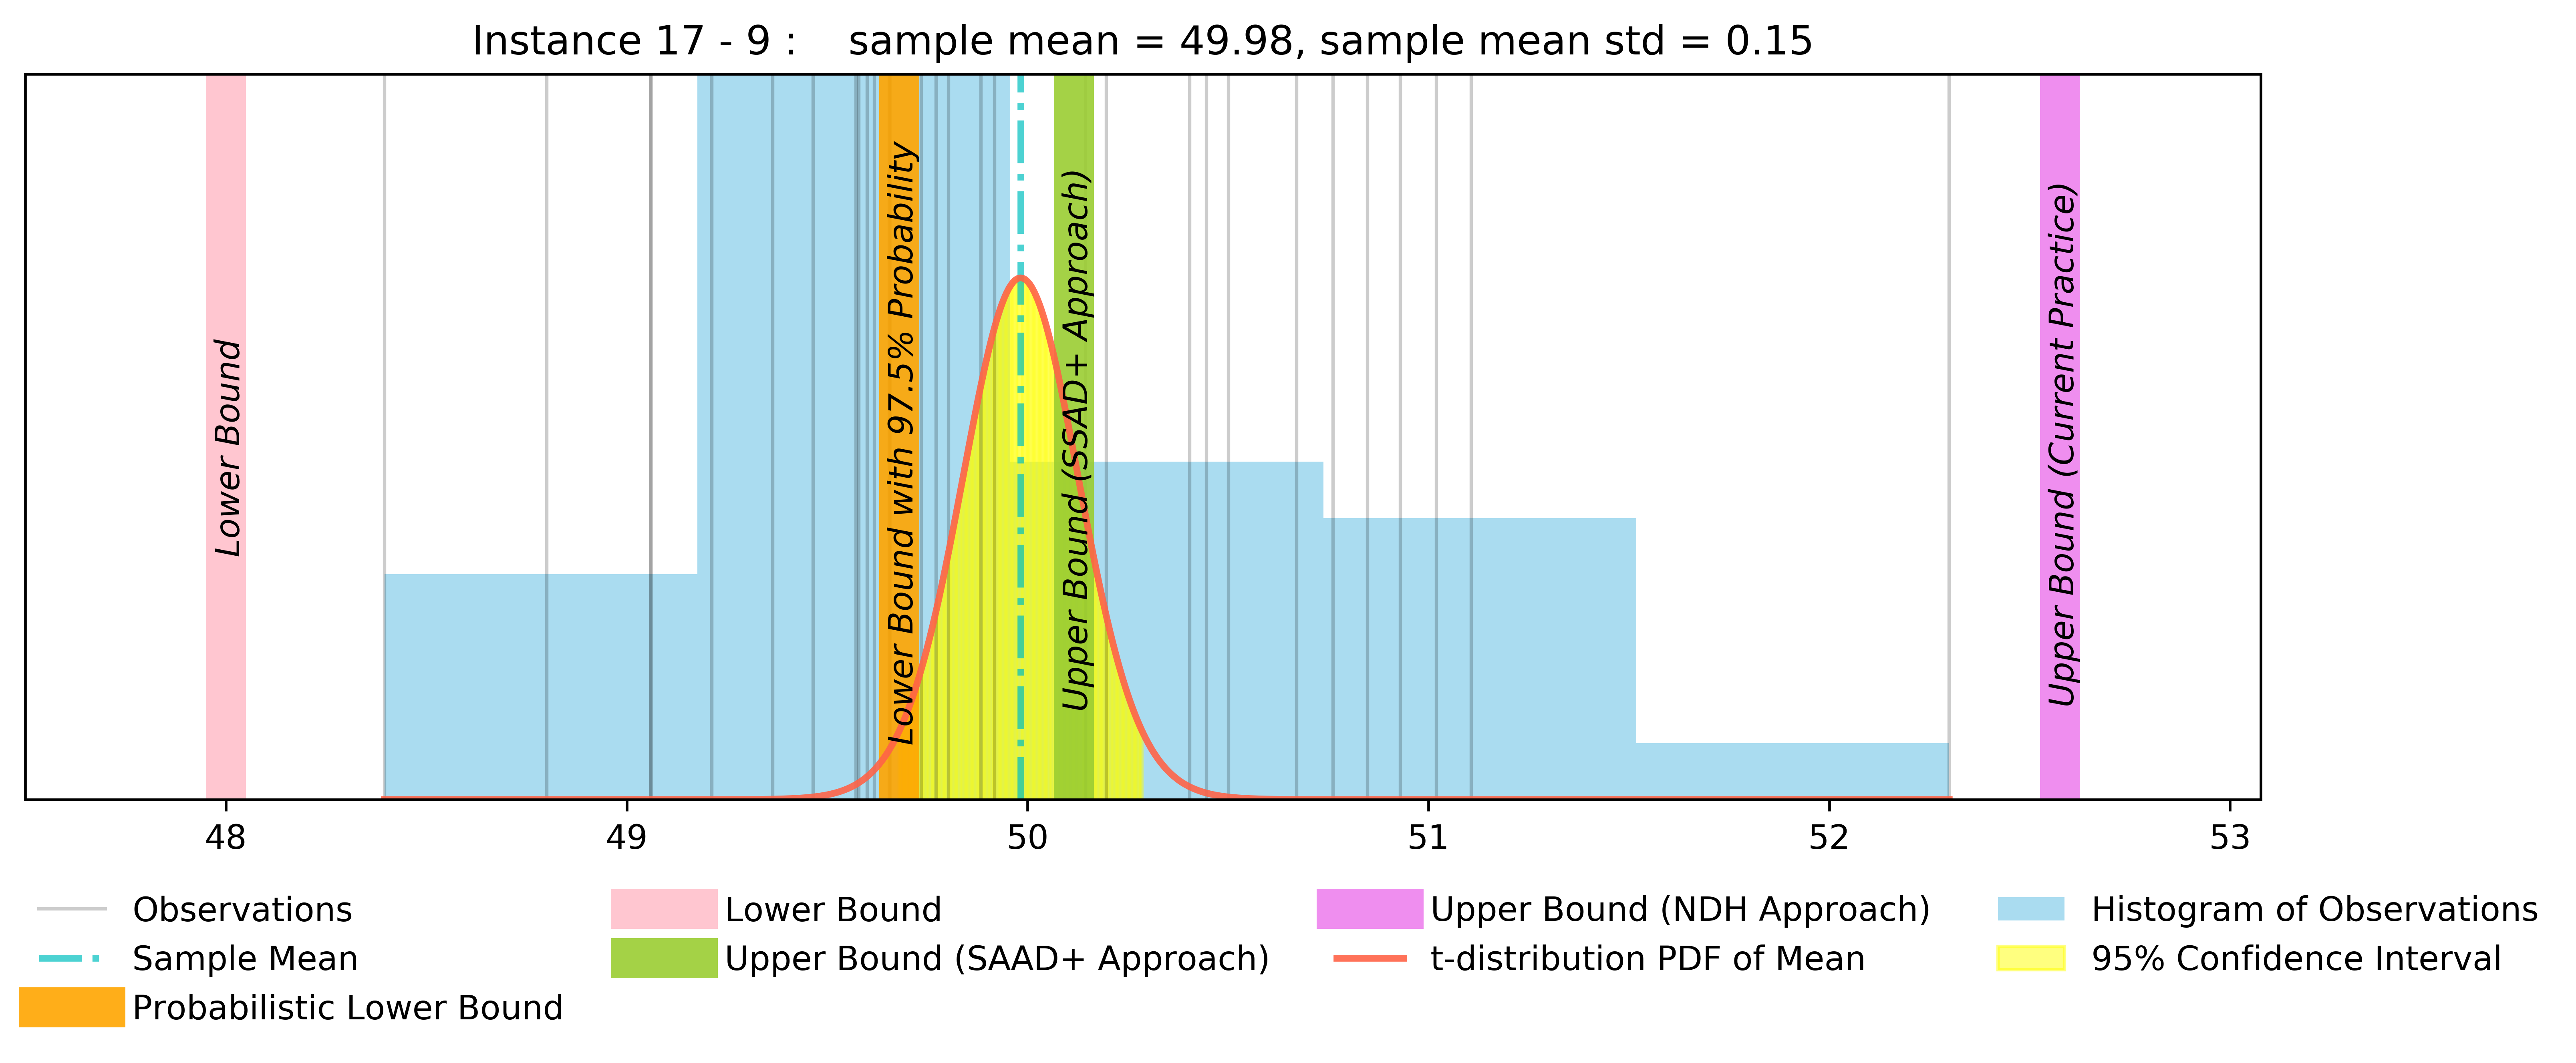 Instance 17 - 9 :    sample mean = 49.98, sample mean std = 0.15
Lower Bound
Lower Bound with 97.5% Probability
Upper Bound (SSAD+ Approach)
Upper Bound (Current Practice)
48 49 50 51 52 53
Observations
Sample Mean
Probabilistic Lower Bound
Lower Bound
Upper Bound (SAAD+ Approach)
Upper Bound (NDH Approach)
t-distribution PDF of Mean
Histogram of Observations
95% Confidence Interval